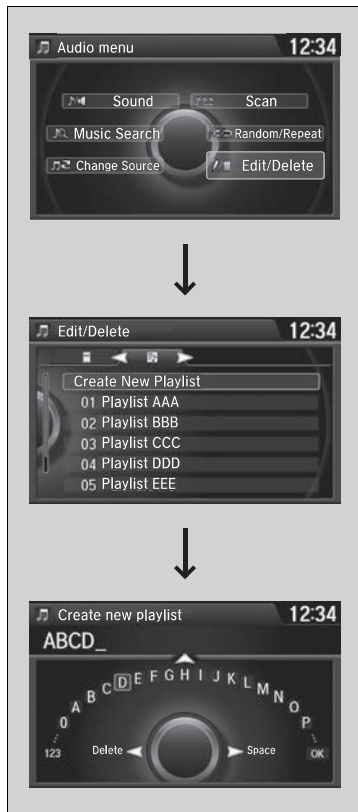 Audio menu 12:34
Sound Scan
Music Search Random/Repeat
Change Source Edit/Delete
Edit/Delete 12:34
Create New Playlist
01 Playlist AAA
02 Playlist BBB
03 Playlist CCC
04 Playlist DDD
05 Playlist EEE
Create new playlist 12:34
ABCD_
0 A B C D E F G H I J K L M N O P
123 Delete Space OK